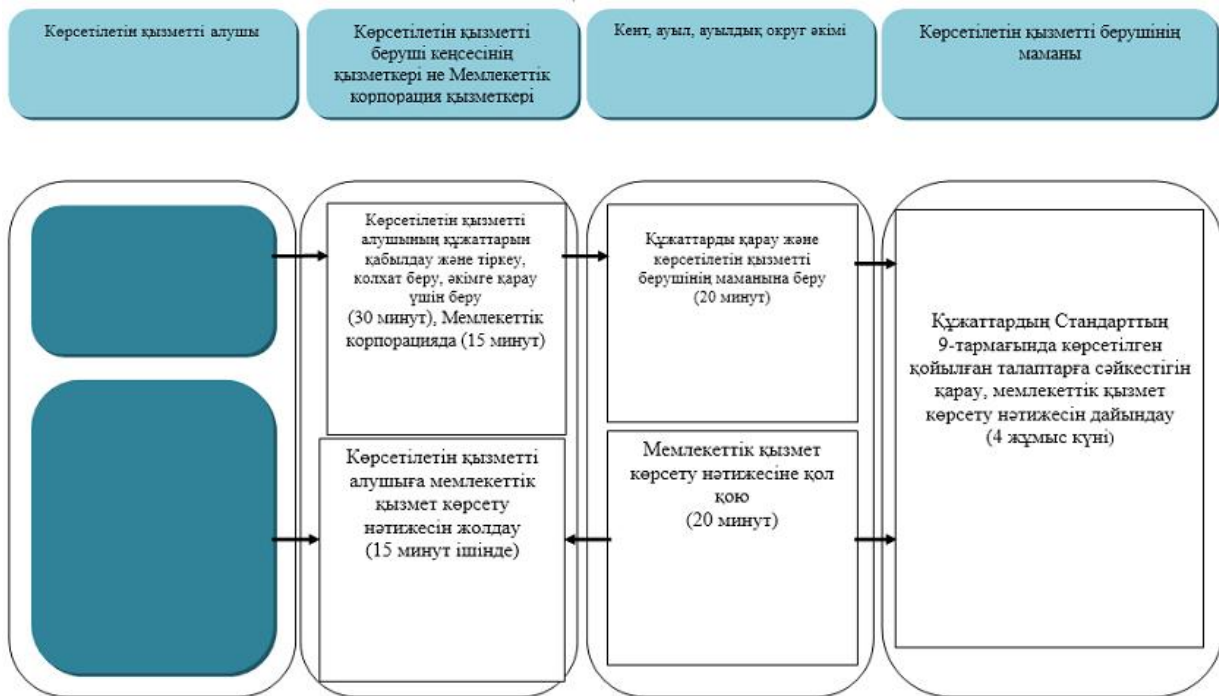 Көрсетілетін қызметті алушы
Көрсетілетін қызметті
беруші кеңсесінің
қызметкері не Мемлекеттік
корпорация қызметкері
Кент, ауыл, ауылдық округ әкімі
Көрсетілетін қызметті берушінің
маманы
Көрсетілетін қызметті
алушының құжаттарын
қабылдау және тіркеу,
қолхат беру, әкімге қарау
үшін беру
(30 минут), Мемлекеттік
корпорацияда (15 минут)
Құжаттарды қарау және
көрсетілетін қызметті
берушінің маманына беру
(20 минут)
Құжаттардың Стандарттың
9-тармағында көрсетілген
қойылған талаптарға сәйкестігін
қарау, мемлекеттік қызмет
көрсету нәтижесін дайындау
(4 жұмыс күні)
Көрсетілетін қызметті
алушыға мемлекеттік
қызмет көрсету
нәтижесін жолдау
(15 минут ішінде)
Мемлекеттік қызмет
көрсету нәтижесіне қол
қою
(20 минут)